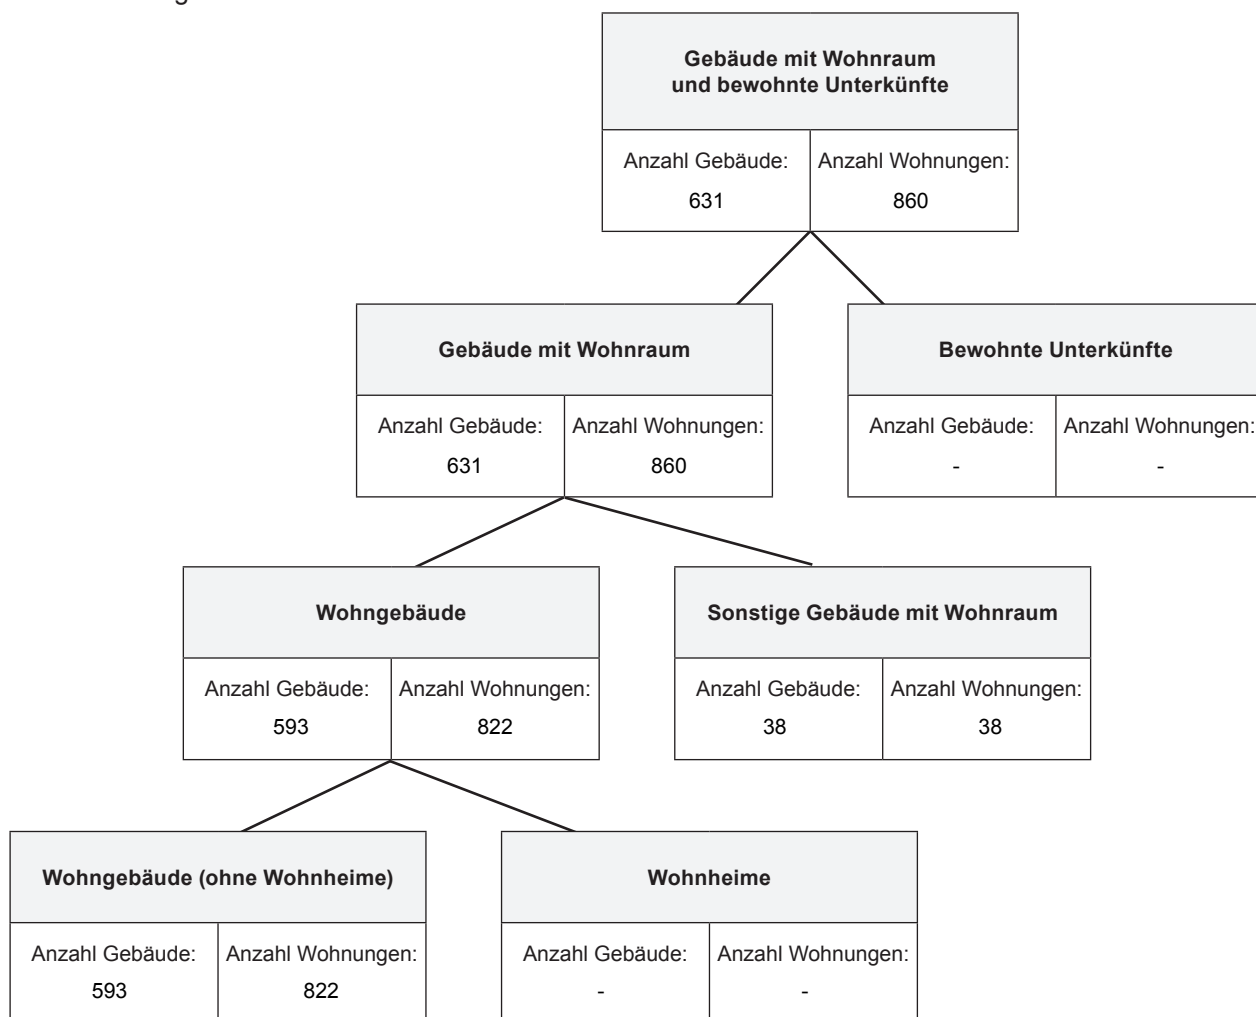 Gebäude mit Wohnraum
und bewohnte Unterkünfte
Anzahl Gebäude: Anzahl Wohnungen:
631 860
Gebäude mit Wohnraum Bewohnte Unterkünfte
Anzahl Gebäude: Anzahl Wohnungen: Anzahl Gebäude: Anzahl Wohnungen:
631 860 - -
Wohngebäude Sonstige Gebäude mit Wohnraum
Anzahl Gebäude: Anzahl Wohnungen: Anzahl Gebäude: Anzahl Wohnungen:
593 822 38 38
Wohngebäude (ohne Wohnheime) Wohnheime
Anzahl Gebäude: Anzahl Wohnungen: Anzahl Gebäude: Anzahl Wohnungen:
593 822 - -